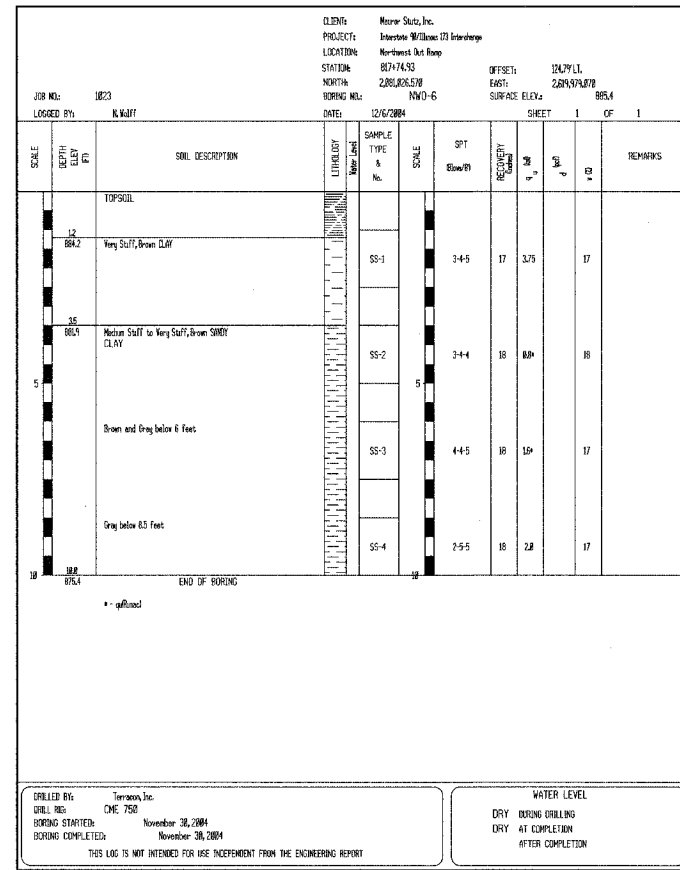 CLIENT: Maurer Stutz, Inc.
PROJECT: Interstate 90/Illinois 173 Interchange
LOCATION: Northwest Out Ramp
STATION: 817+74.93 OFFSET: 124.79' LT.
NORTH: 2,081,026.570 EAST: 2,619,979.070
JOB NO.: 1023 BORING NO.: NWO-6 SURFACE ELEV.: 885.4
LOGGED BY: R. Wolff DATE: 12/6/2004 SHEET 1 OF 1
SCALE DEPTH ELEV (FT) SOIL DESCRIPTION LITHOLOGY Water Level SAMPLE TYPE & No. SCALE SPT (Blows/ft) RECOVERY (inches) q u d w (%) REMARKS
TOPSOIL
1.2
884.2 Very Stiff, Brown CLAY
SS-1 3-4-5 17 3.75 17
3.5
881.9 Medium Stiff to Very Stiff, Brown SANDY
CLAY
SS-2 3-4-4 18 0.8* 18
5
Brown and Gray below 6 feet
SS-3 4-4-5 18 1.6* 17
Gray below 8.5 feet
SS-4 2-5-5 18 2.0 17
10 10.0 10
875.4 END OF BORING
* - qu(Rimac)
DRILLED BY: Terracon, Inc.
DRILL RIG: CME 750
BORING STARTED: November 30, 2004
BORING COMPLETED: November 30, 2004
THIS LOG IS NOT INTENDED FOR USE INDEPENDENT FROM THE ENGINEERING REPORT
WATER LEVEL
DRY DURING DRILLING
DRY AT COMPLETION
AFTER COMPLETION